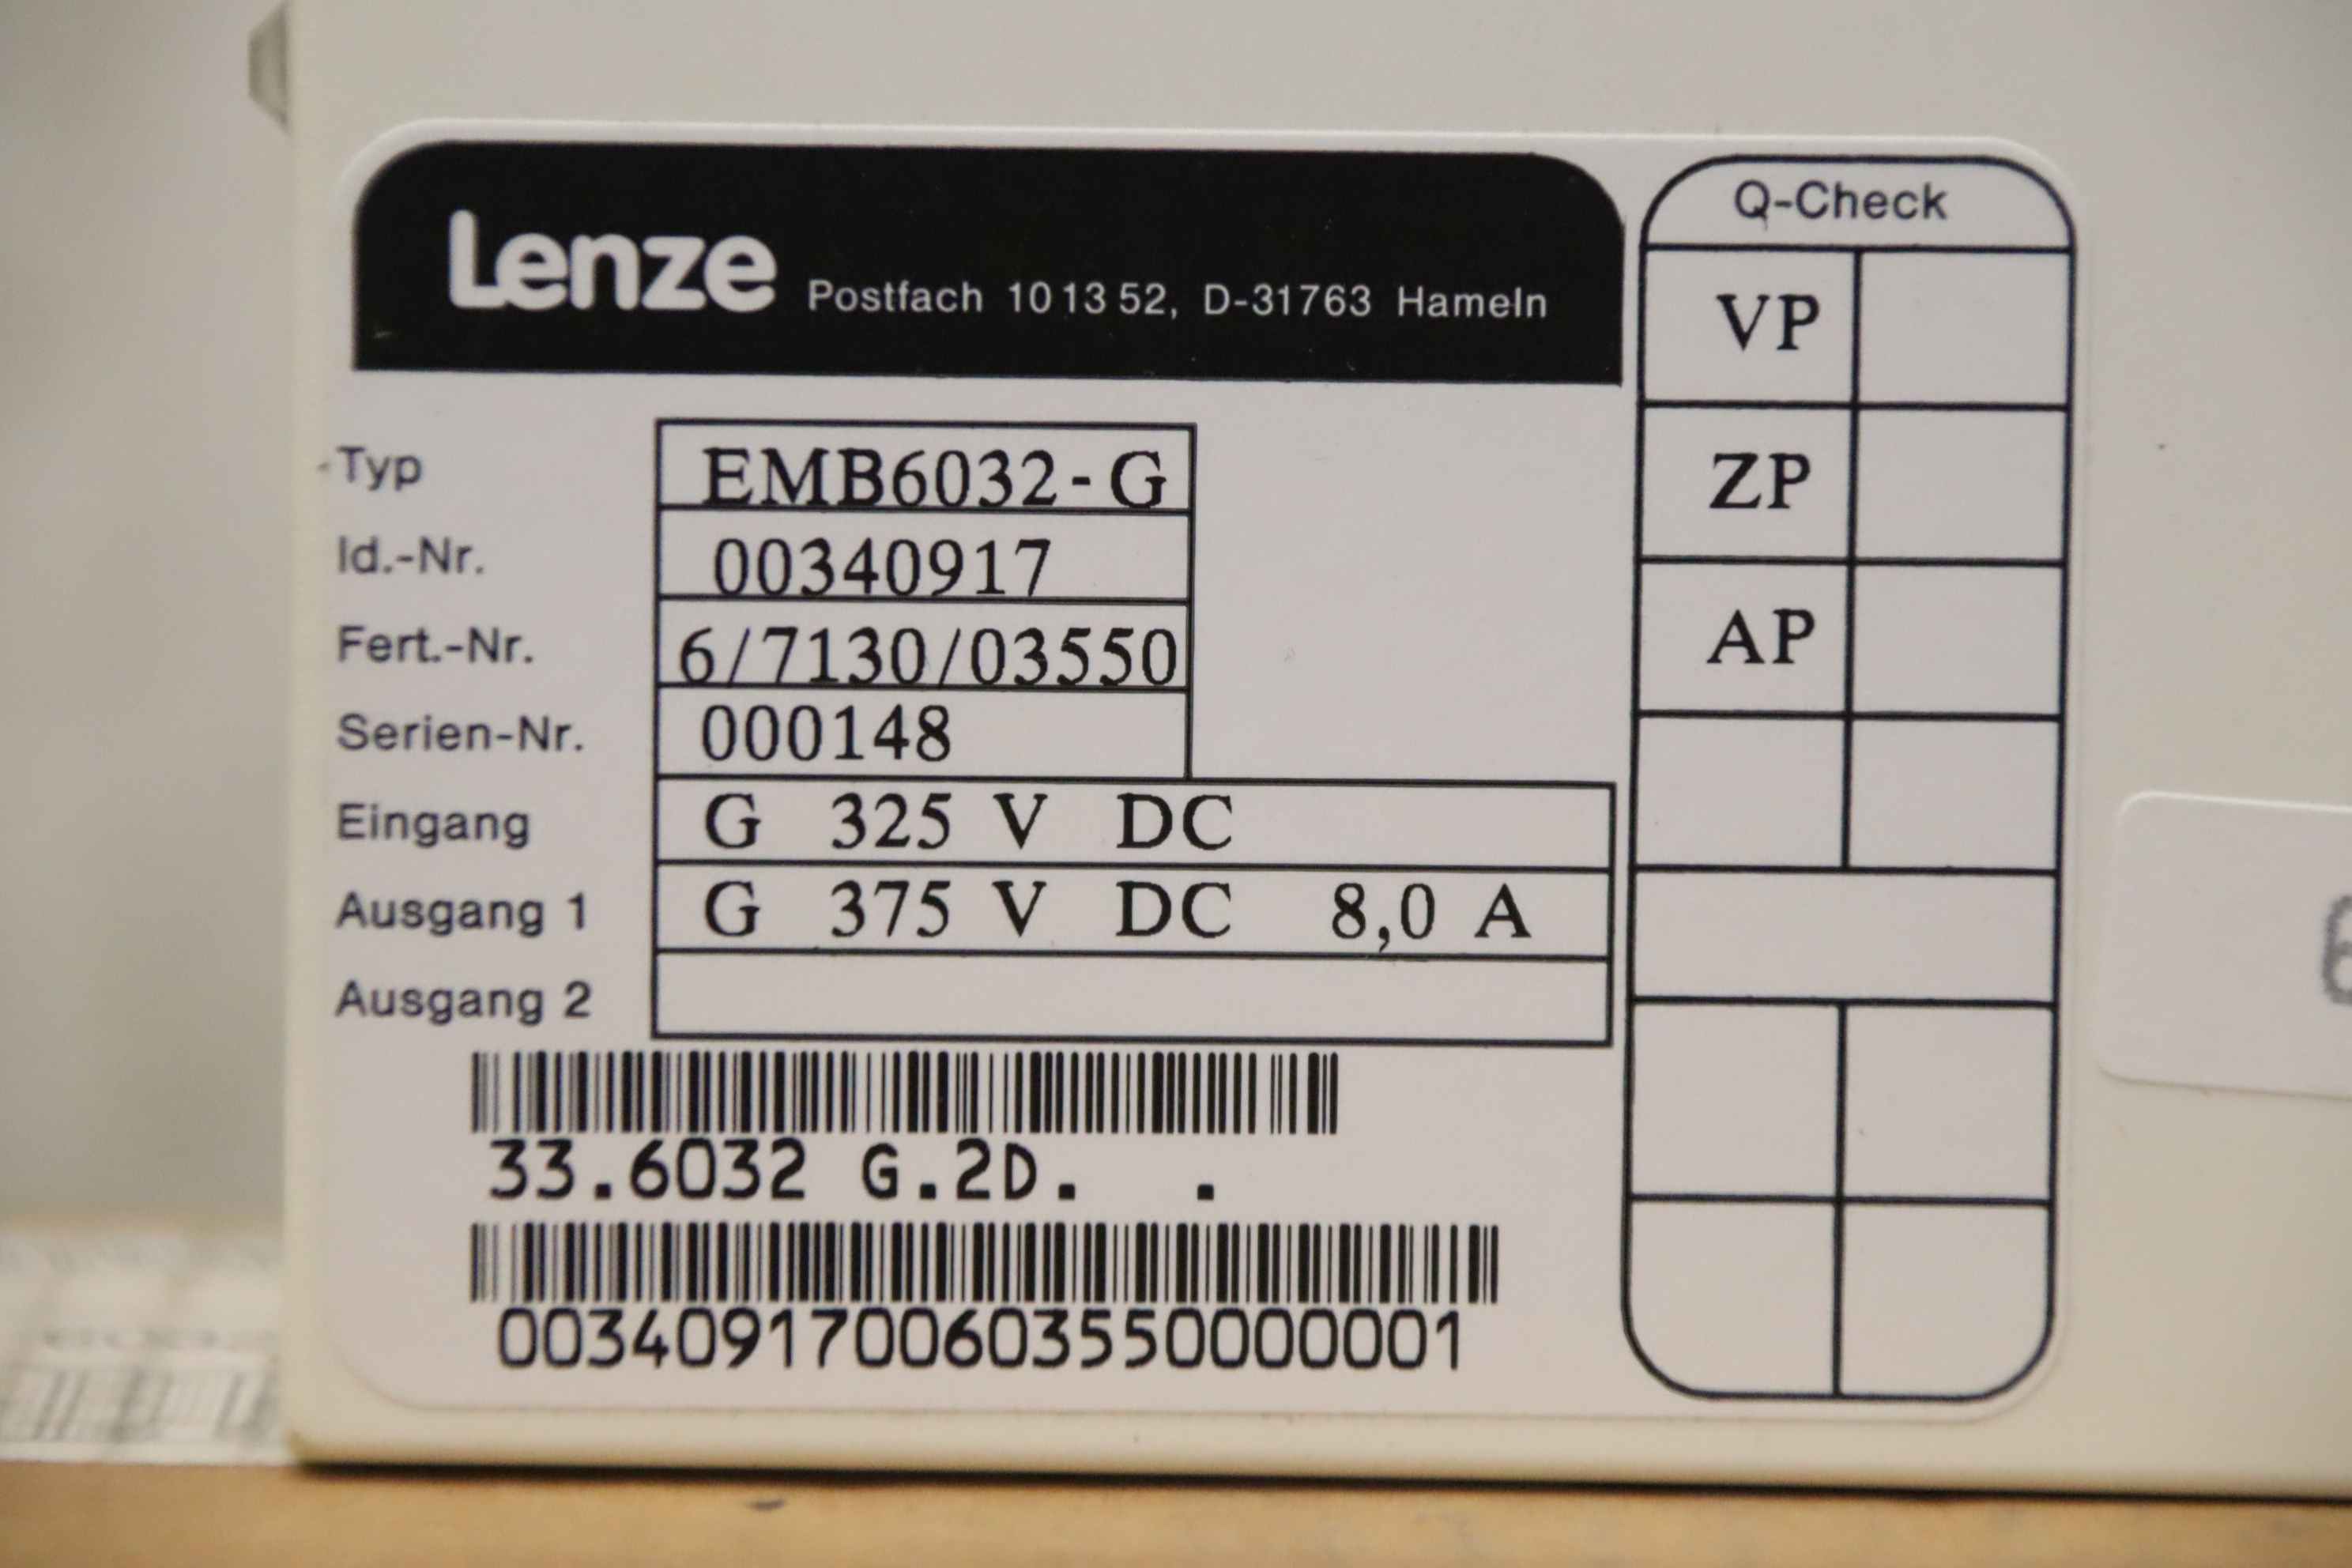 Lenze Postfach 10 13 52, D-31763 Hameln
Q-Check
VP
ZP
AP
Typ EMB6032-G
Id.-Nr. 00340917
Fert.-Nr. 6/7130/03550
Serien-Nr. 000148
Eingang G 325 V DC
Ausgang 1 G 375 V DC 8,0 A
Ausgang 2
33.6032 G.2D. .
00340917006035500000001
6